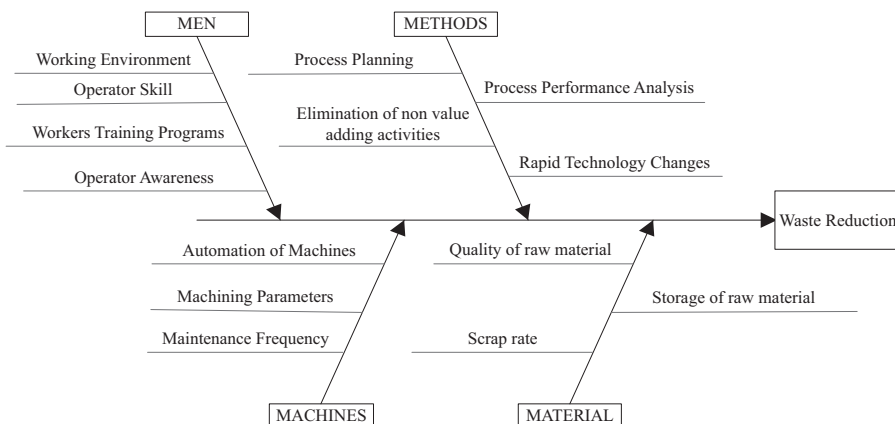 MEN
METHODS
Working Environment
Operator Skill
Workers Training Programs
Operator Awareness
Process Planning
Elimination of non value
adding activities
Process Performance Analysis
Rapid Technology Changes
Waste Reduction
Automation of Machines
Machining Parameters
Maintenance Frequency
Quality of raw material
Scrap rate
Storage of raw material
MACHINES
MATERIAL